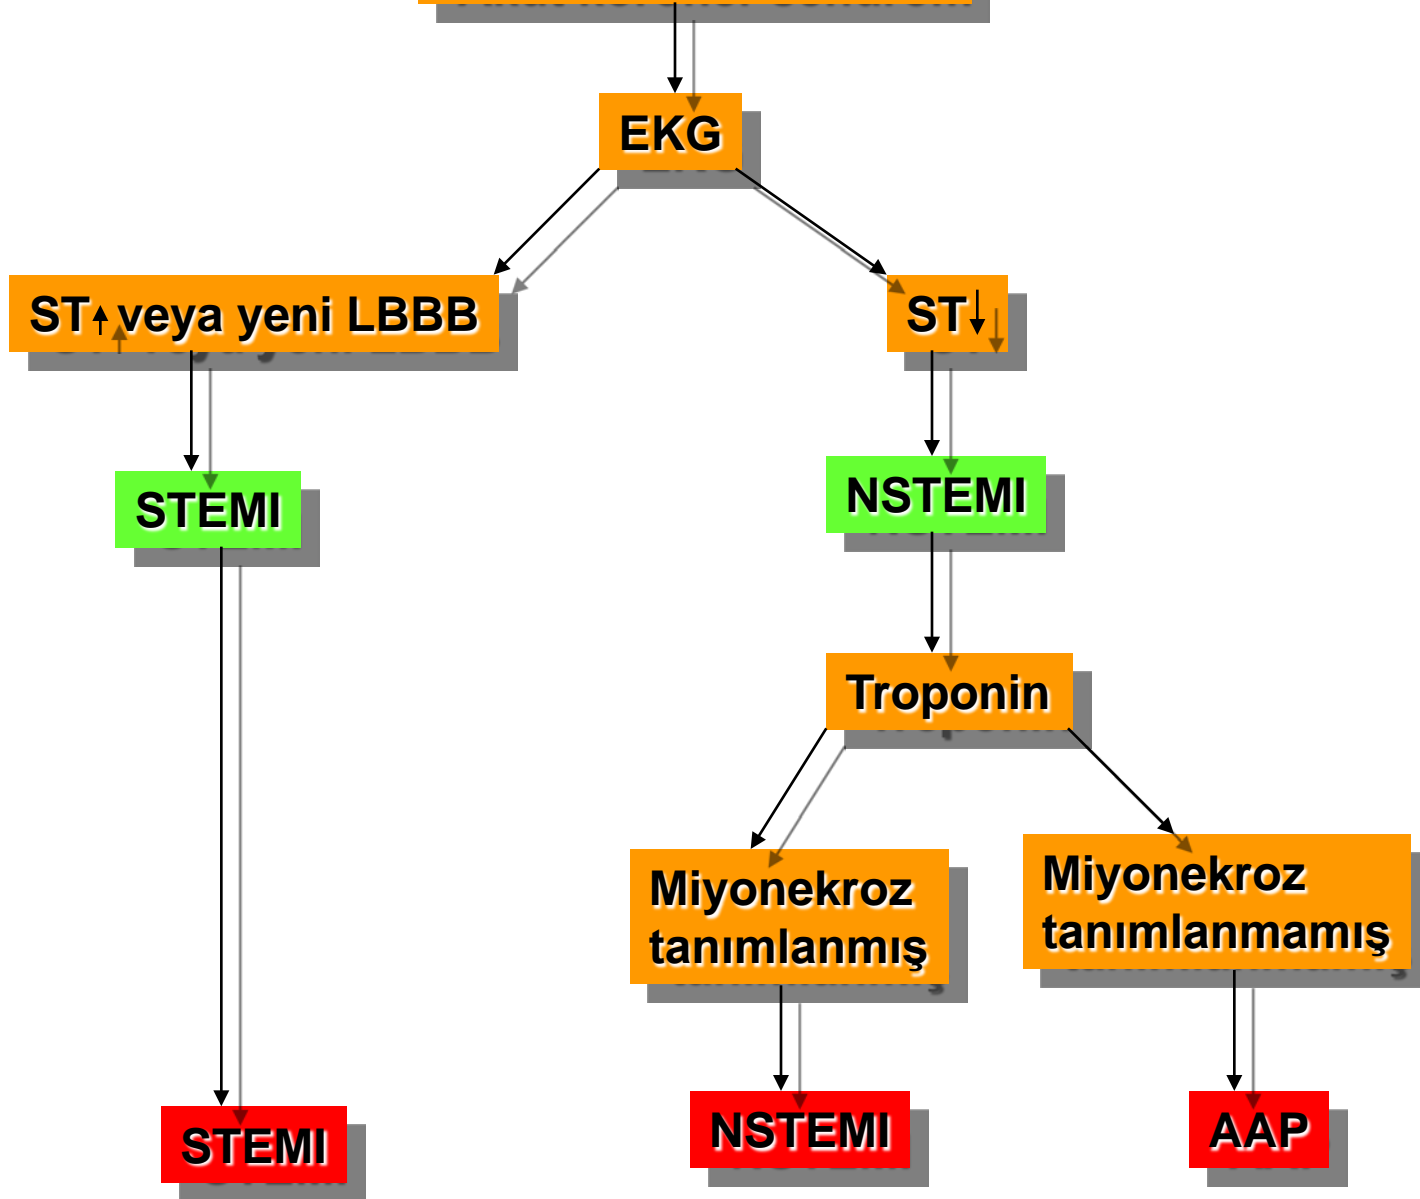 EKG
ST↑ veya yeni LBBB
ST↓
STEMI
NSTEMI
Troponin
Miyonekroz
tanımlanmış
Miyonekroz
tanımlanmamış
STEMI
NSTEMI
AAP